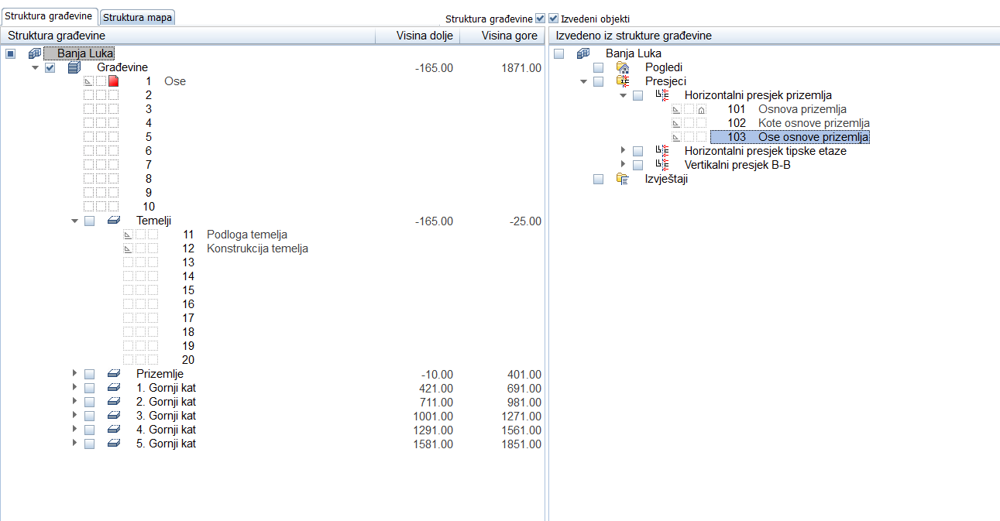 Struktura građevine Struktura mapa Struktura građevine Izvedeni objekti
Struktura građevine Visina dolje Visina gore
Banja Luka
Građevine -165.00 1871.00
1 Ose
2
3
4
5
6
7
8
9
10
Temelji -165.00 -25.00
11 Podloga temelja
12 Konstrukcija temelja
13
14
15
16
17
18
19
20
Prizemlje -10.00 401.00
1. Gornji kat 421.00 691.00
2. Gornji kat 711.00 981.00
3. Gornji kat 1001.00 1271.00
4. Gornji kat 1291.00 1561.00
5. Gornji kat 1581.00 1851.00
Izvedeno iz strukture građevine
Banja Luka
Pogledi
Presjeci
Horizontalni presjek prizemlja
101 Osnova prizemlja
102 Kote osnove prizemlja
103 Ose osnove prizemlja
Horizontalni presjek tipske etaze
Vertikalni presjek B-B
Izvještaji